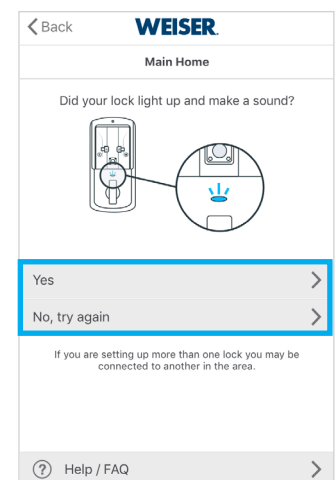 Back
WEISER.
Main Home
Did your lock light up and make a sound?
Yes
No, try again
If you are setting up more than one lock you may be
connected to another in the area.
? Help / FAQ